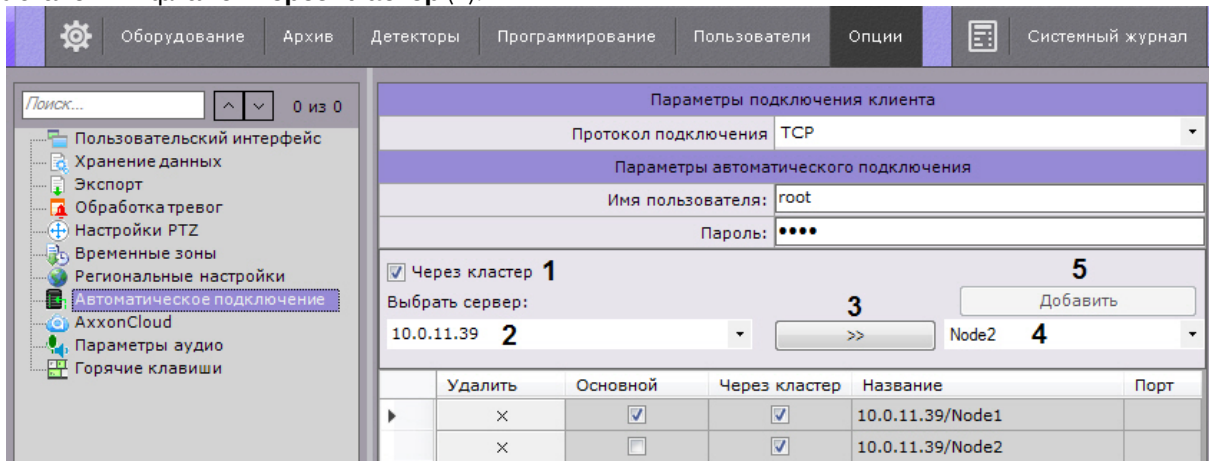 Оборудование Архив Детекторы Программирование Пользователи Опции Системный журнал
Поиск... 0 из 0
Пользовательский интерфейс
Хранение данных
Экспорт
Обработка тревог
Настройки PTZ
Временные зоны
Региональные настройки
Автоматическое подключение
AxxonCloud
Параметры аудио
Горячие клавиши
Параметры подключения клиента
Протокол подключения TCP
Параметры автоматического подключения
Имя пользователя: root
Пароль: ••••
Через кластер 1
5
Выбрать сервер:
3
Добавить
10.0.11.39 2
>>
Node2 4
Удалить Основной Через кластер Название Порт
× 10.0.11.39/Node1
× 10.0.11.39/Node2